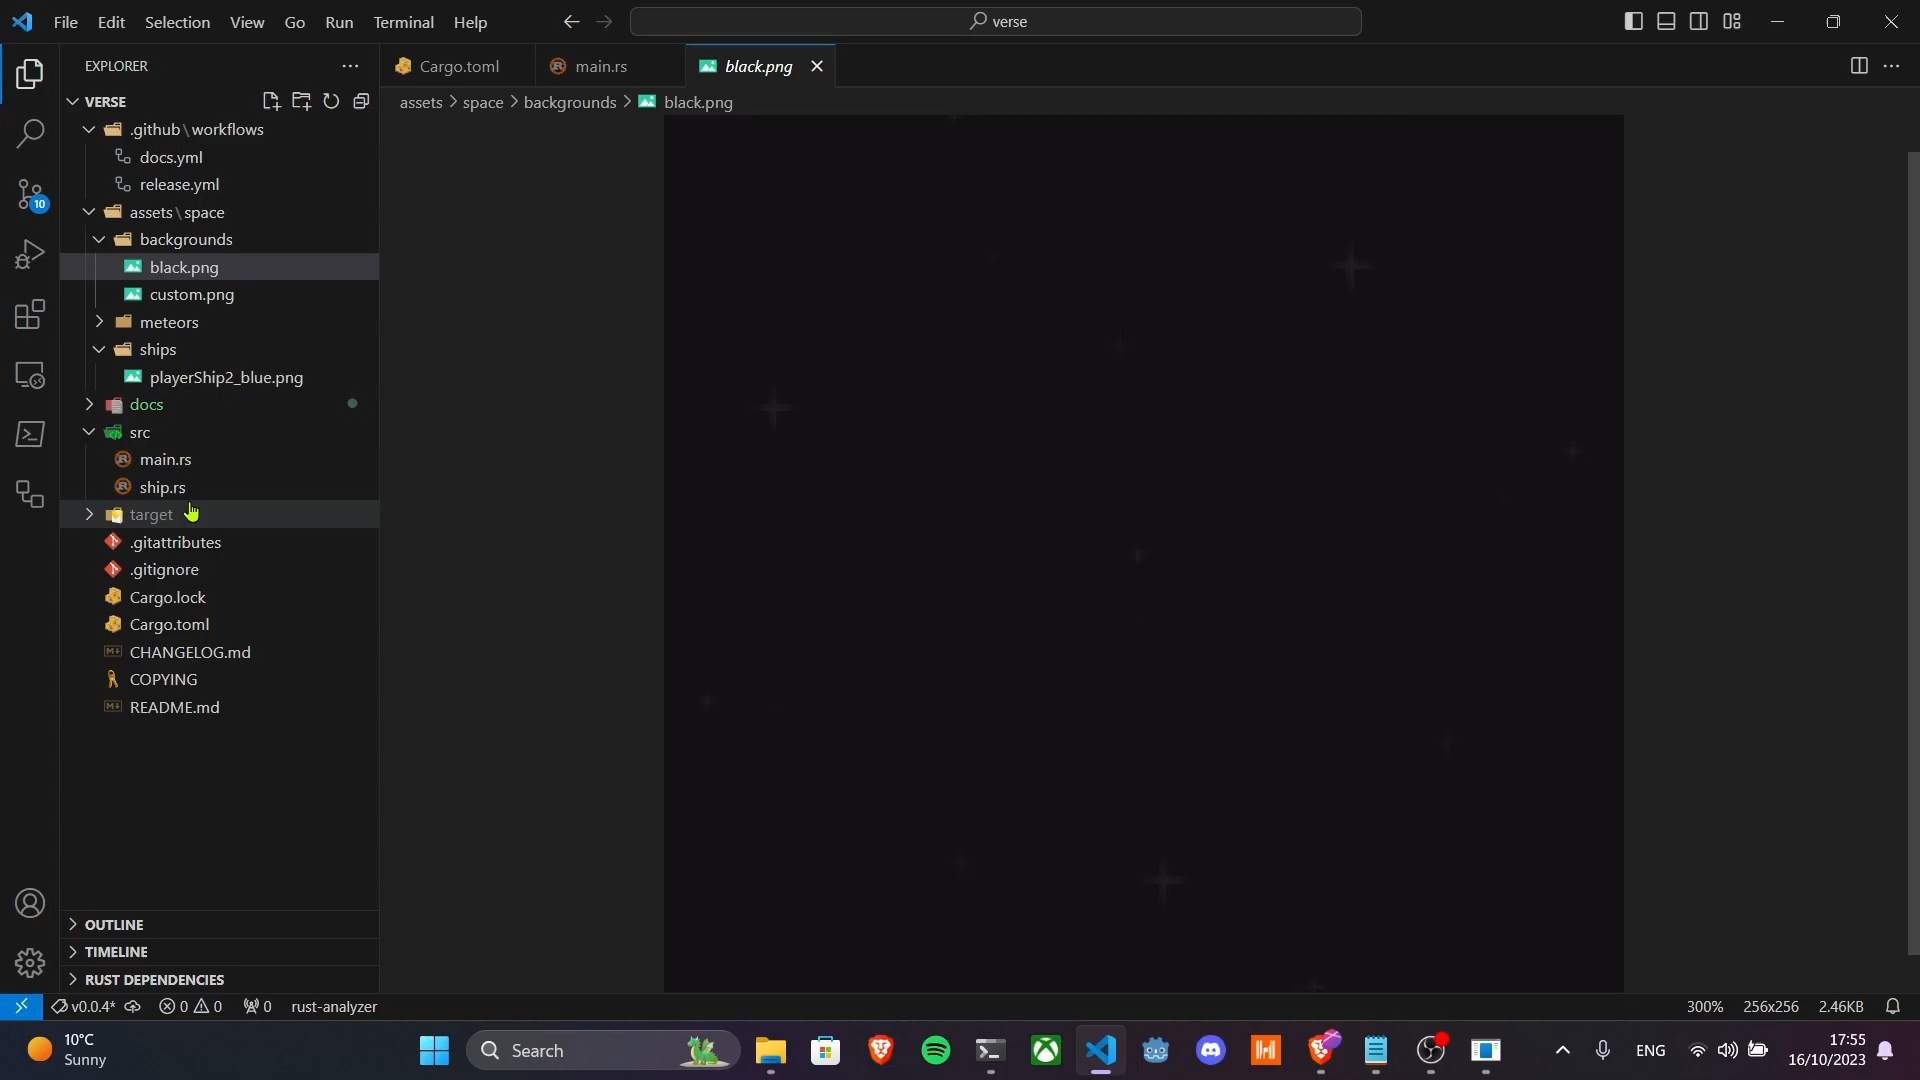 File Edit Selection View Go Run Terminal Help
verse
EXPLORER
Cargo.toml
main.rs
black.png
VERSE
assets > space > backgrounds > black.png
.github\workflows
docs.yml
release.yml
assets\space
backgrounds
black.png
custom.png
meteors
ships
playerShip2_blue.png
docs
src
main.rs
ship.rs
target
.gitattributes
.gitignore
Cargo.lock
Cargo.toml
CHANGELOG.md
COPYING
README.md
10
OUTLINE
TIMELINE
RUST DEPENDENCIES
v0.0.4* 0 0 0 rust-analyzer
300% 256x256 2.46KB
10°C
Sunny
Search
ENG
17:55
16/10/2023